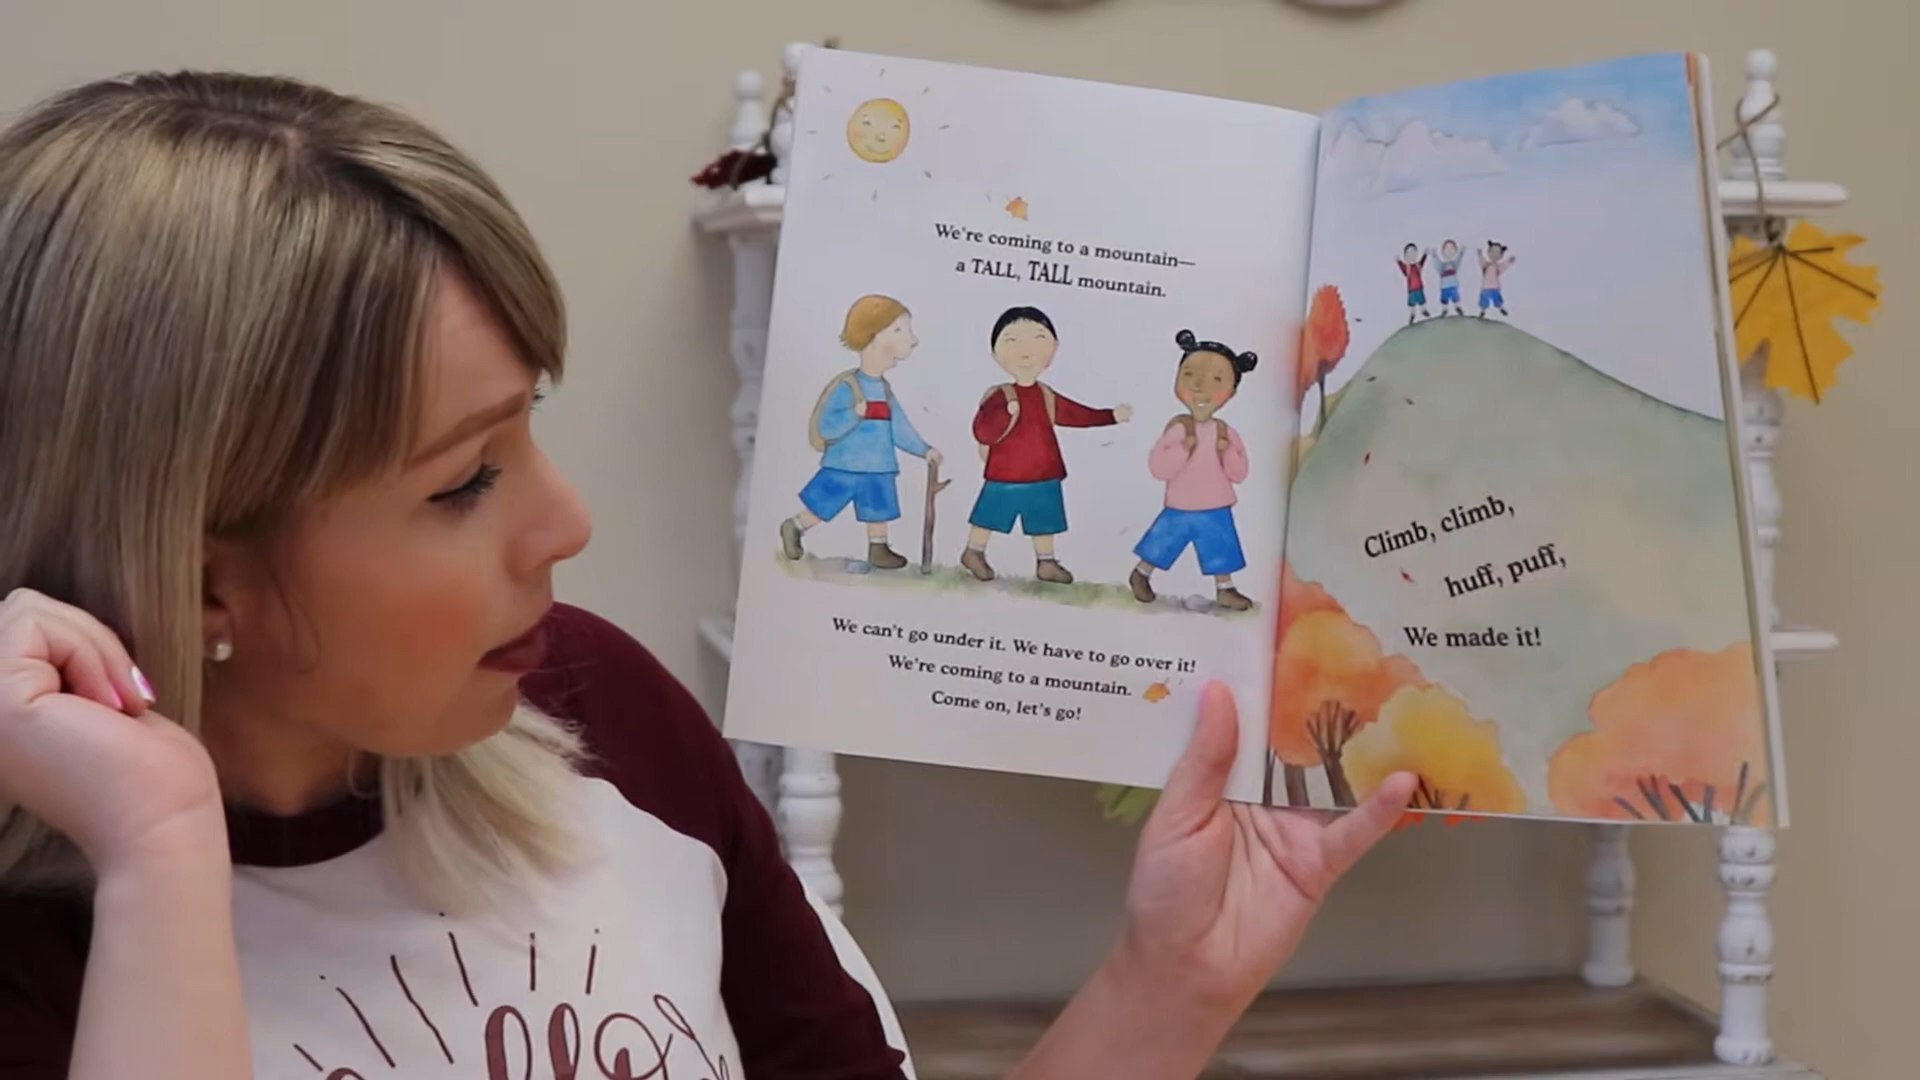 We're coming to a mountain—
a TALL, TALL mountain.
We can't go under it. We have to go over it!
We're coming to a mountain.
Come on, let's go!
Climb, climb,
huff, puff,
We made it!